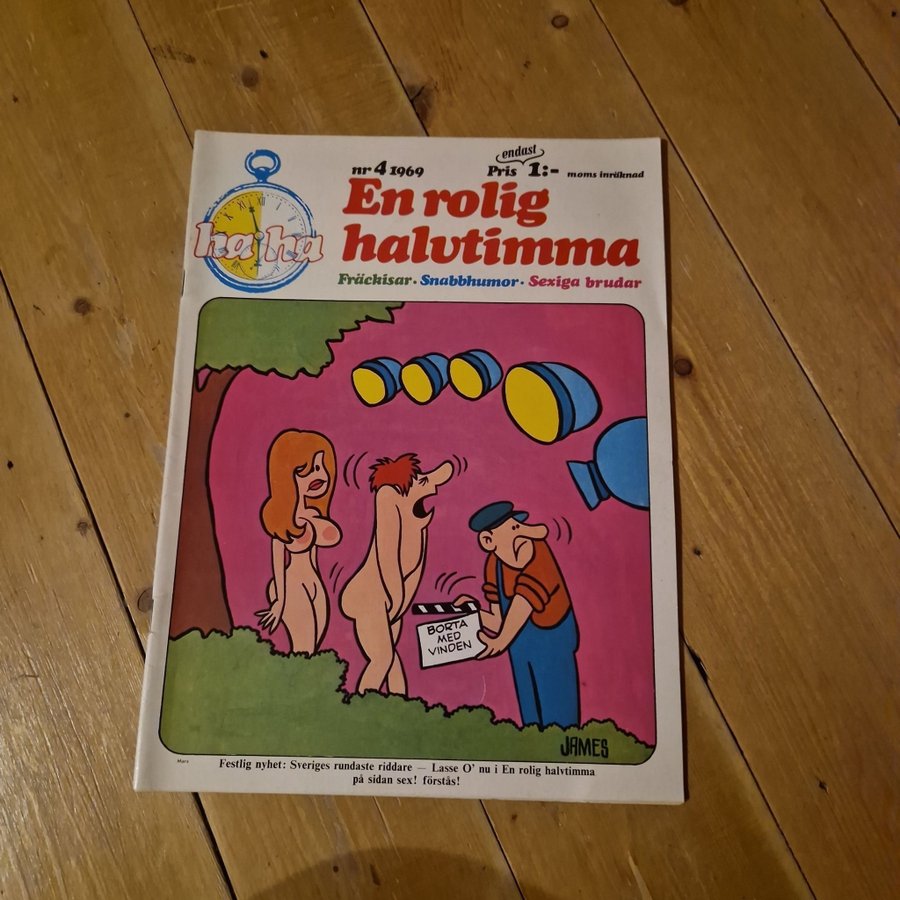 nr 4 1969
endast
Pris 1:- moms inräknad
ha ha
En rolig
halvtimma
Fräckisar · Snabbhumor · Sexiga brudar
BORTA
MED
VINDEN
JAMES
Mars
Festlig nyhet: Sveriges rundaste riddare — Lasse O' nu i En rolig halvtimma
på sidan sex! förstås!